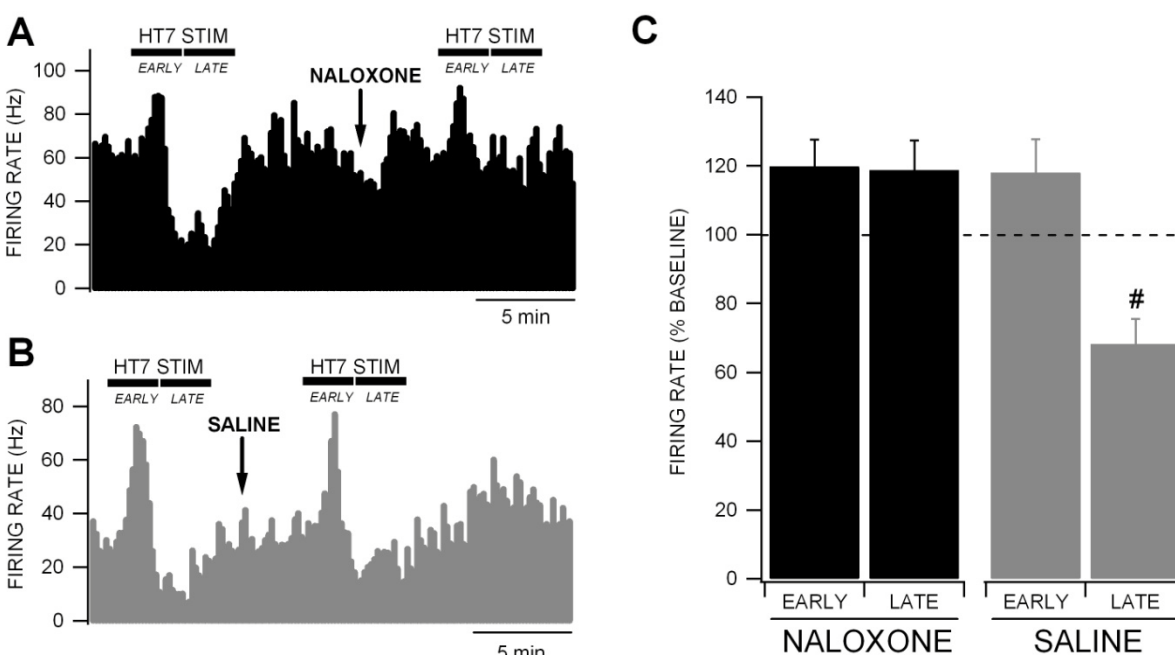 A
HT7 STIM
EARLY LATE
NALOXONE
HT7 STIM
EARLY LATE
FIRING RATE (Hz)
100
80
60
40
20
0
5 min
B
HT7 STIM
EARLY LATE
SALINE
HT7 STIM
EARLY LATE
FIRING RATE (Hz)
80
60
40
20
0
5 min
C
FIRING RATE (% BASELINE)
140
120
100
80
60
40
20
0
#
EARLY LATE EARLY LATE
NALOXONE SALINE